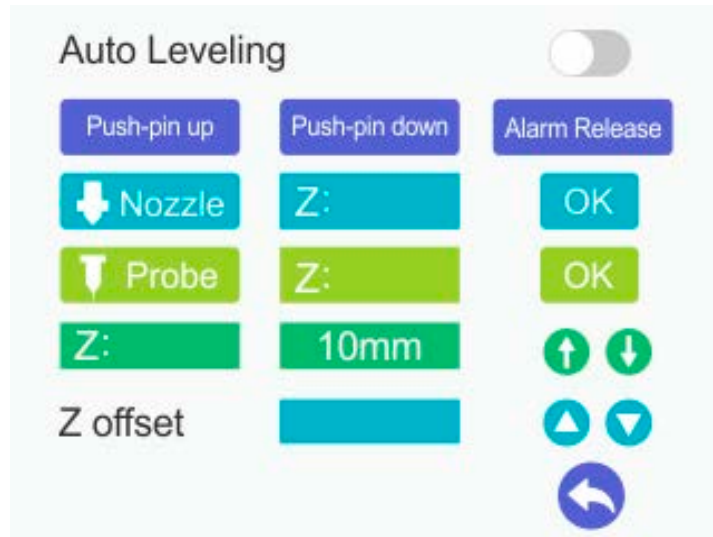 Auto Leveling
Push-pin up Push-pin down Alarm Release
Nozzle Z: OK
Probe Z: OK
Z: 10mm
Z offset